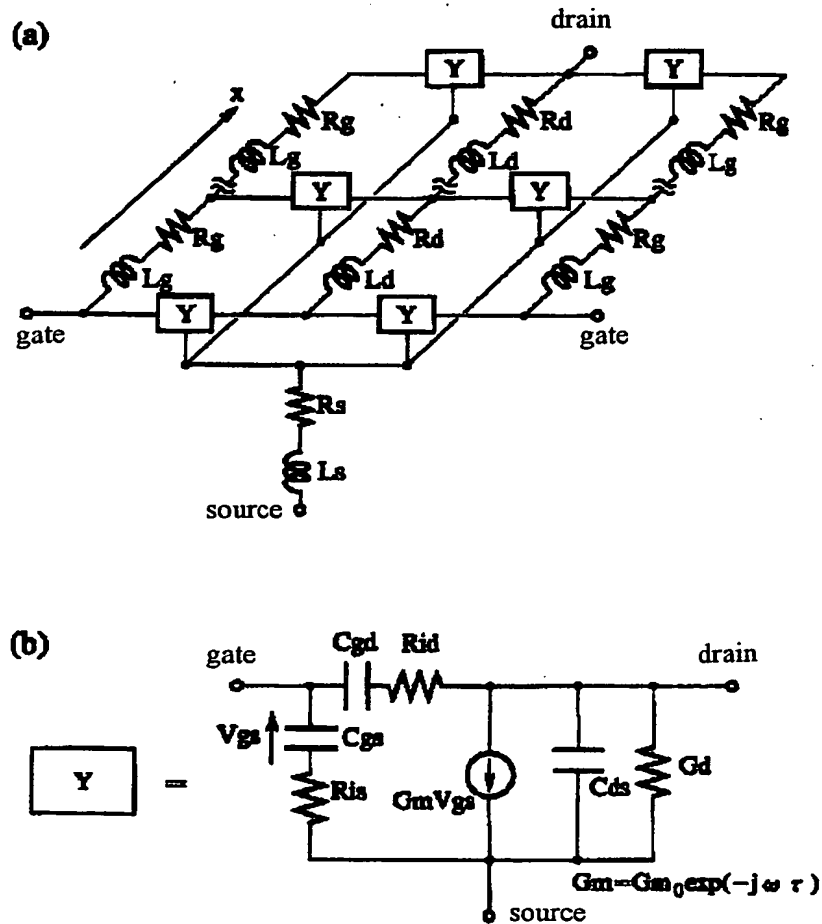 (a)
drain
Y
Y
x
Rg
Lg
Rd
Ld
Rg
Lg
Y
Y
Rg
Lg
Rd
Ld
Rg
Lg
gate
Y
Y
gate
Rs
Ls
source
(b)
gate
Cgd
Rid
drain
Vgs
Cgs
Ris
GmVgs
Cds
Gd
Y
=
Gm=Gm₀exp(-jωτ)
source